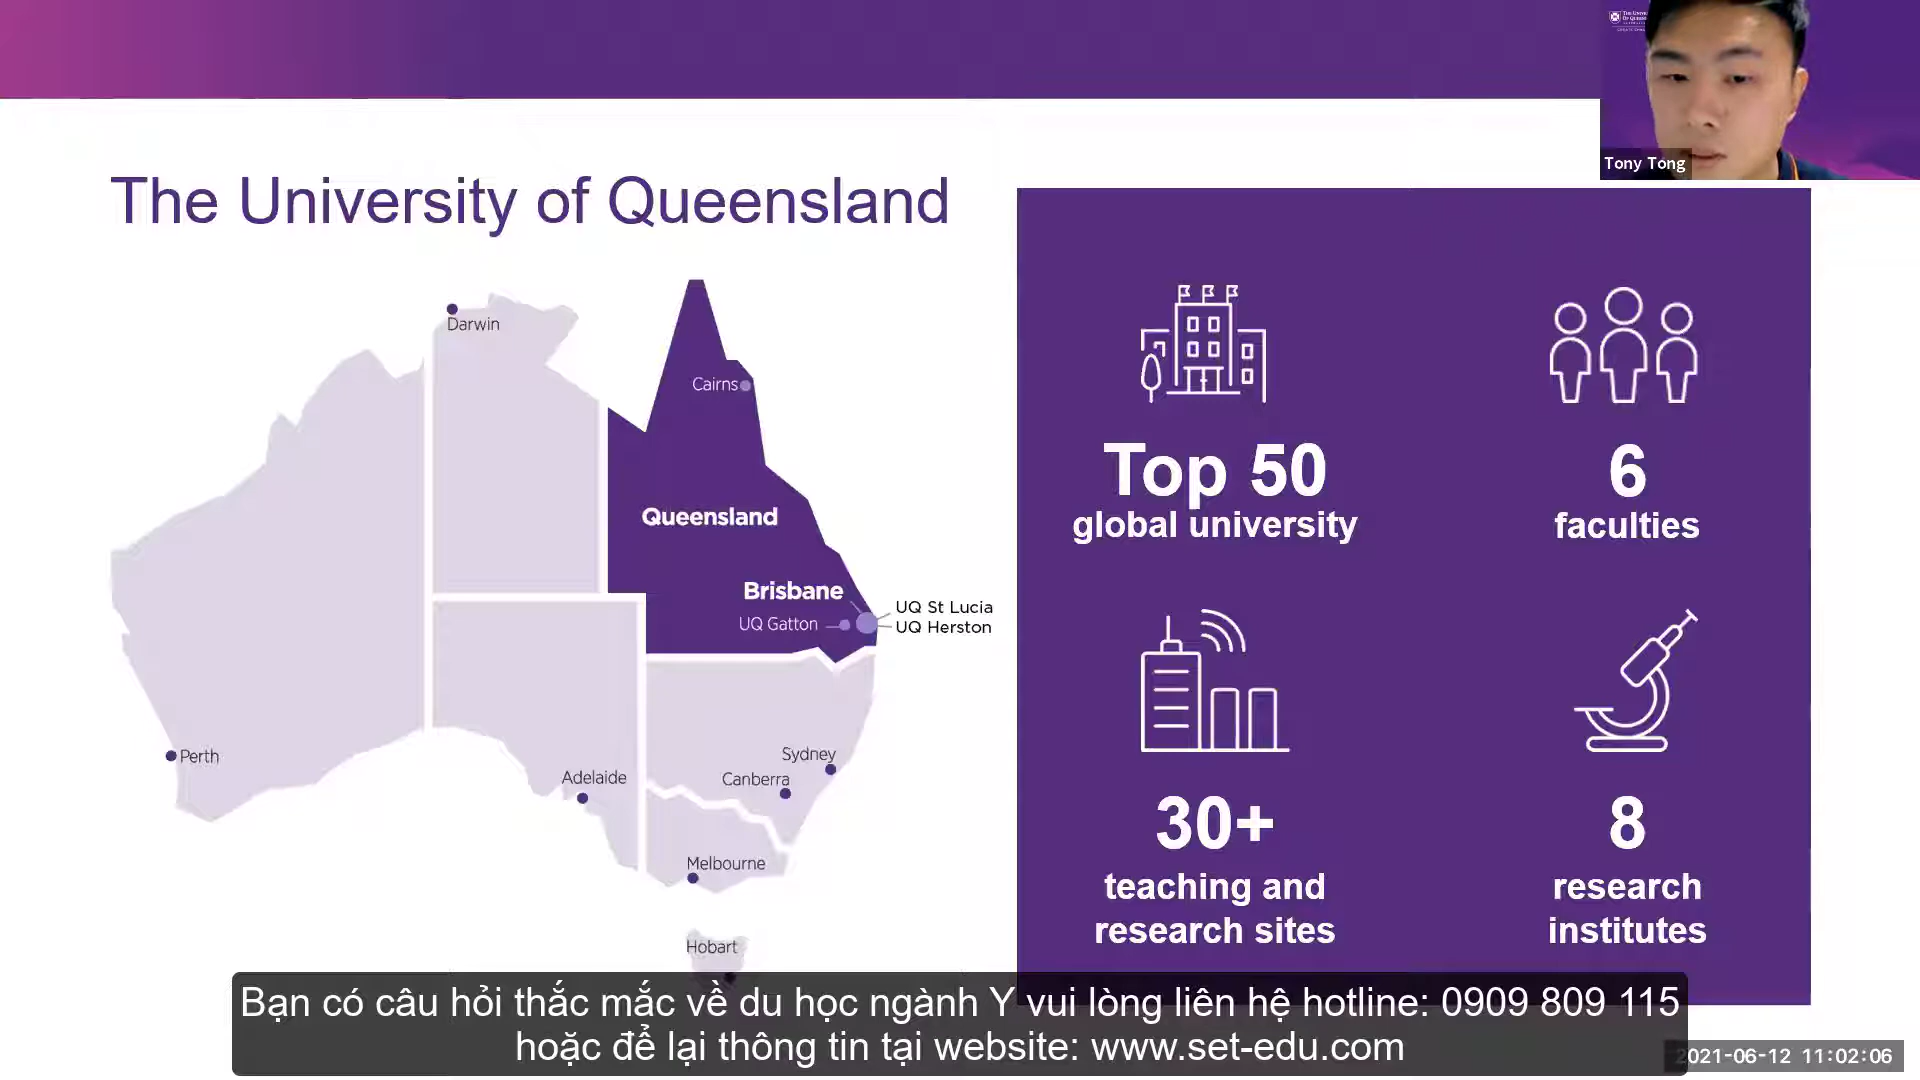 Tony Tong
The University of Queensland
Darwin
Cairns
Queensland
Brisbane
UQ Gatton
UQ St Lucia
UQ Herston
Perth
Adelaide
Sydney
Canberra
Melbourne
Hobart
Top 50
global university
6
faculties
30+
teaching and
research sites
8
research
institutes
Bạn có câu hỏi thắc mắc về du học ngành Y vui lòng liên hệ hotline: 0909 809 115
hoặc để lại thông tin tại website: www.set-edu.com
2021-06-12 11:02:06